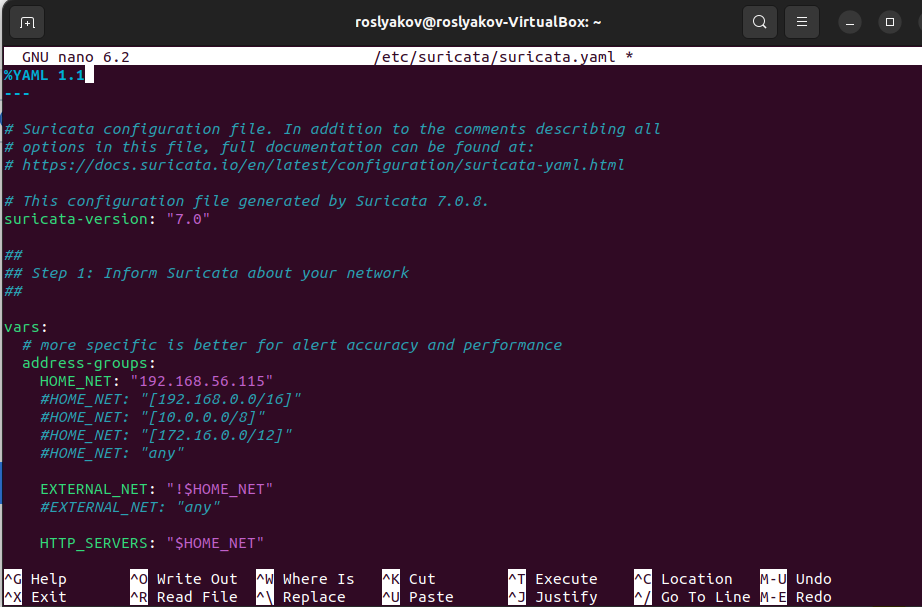 roslyakov@roslyakov-VirtualBox: ~
GNU nano 6.2 /etc/suricata/suricata.yaml *
%YAML 1.1
---
# Suricata configuration file. In addition to the comments describing all
# options in this file, full documentation can be found at:
# https://docs.suricata.io/en/latest/configuration/suricata-yaml.html
# This configuration file generated by Suricata 7.0.8.
suricata-version: "7.0"
##
## Step 1: Inform Suricata about your network
##
vars:
# more specific is better for alert accuracy and performance
address-groups:
HOME_NET: "192.168.56.115"
#HOME_NET: "[192.168.0.0/16]"
#HOME_NET: "[10.0.0.0/8]"
#HOME_NET: "[172.16.0.0/12]"
#HOME_NET: "any"
EXTERNAL_NET: "!$HOME_NET"
#EXTERNAL_NET: "any"
HTTP_SERVERS: "$HOME_NET"
^G Help ^O Write Out ^W Where Is ^K Cut ^T Execute ^C Location M-U Undo
^X Exit ^R Read File ^\ Replace ^U Paste ^J Justify ^/ Go To Line M-E Redo